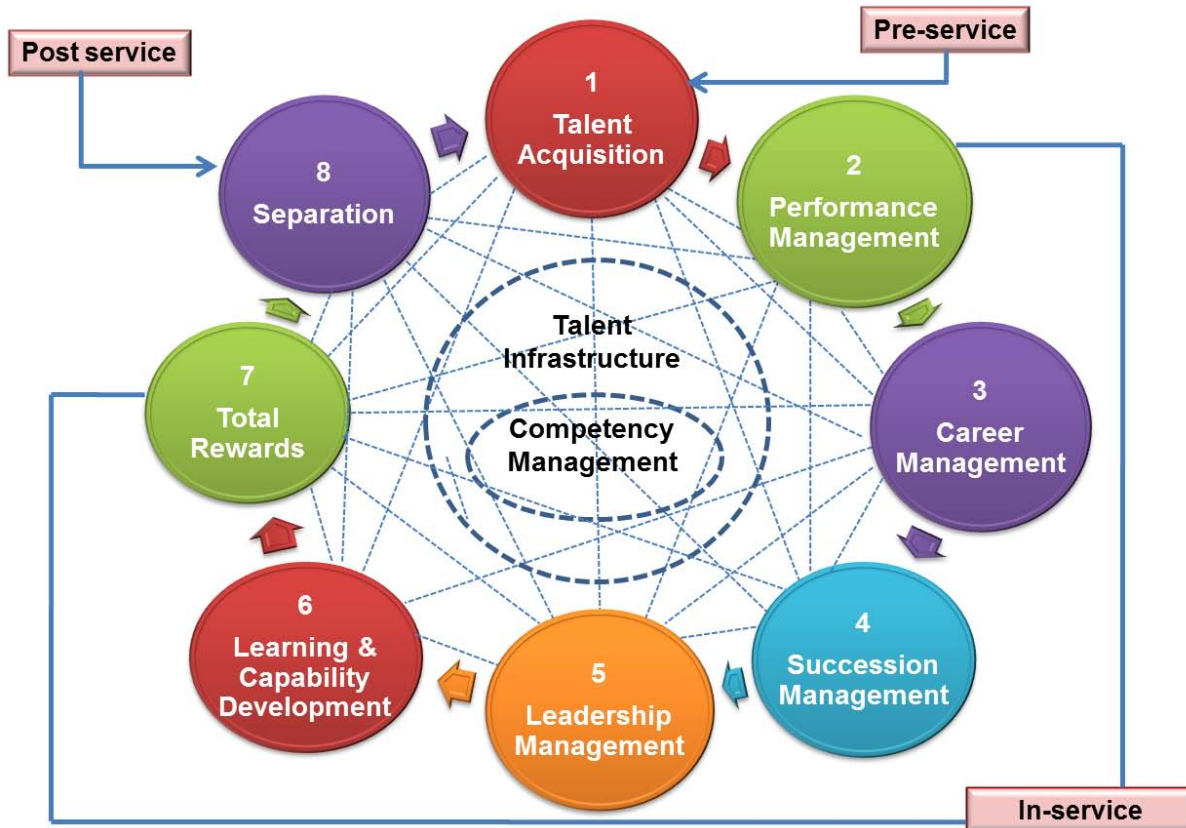 Post service
Pre-service
1
Talent
Acquisition
2
Performance
Management
3
Career
Management
4
Succession
Management
5
Leadership
Management
6
Learning &
Capability
Development
7
Total
Rewards
8
Separation
Talent
Infrastructure
Competency
Management
In-service